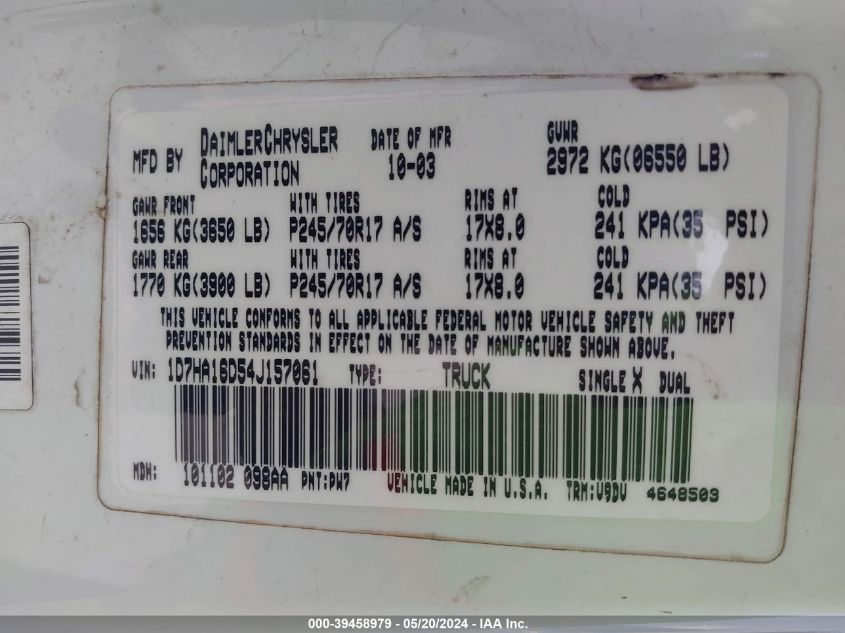 MFD BY DAIMLERCHRYSLER CORPORATION DATE OF MFR 10-03 GVWR 2972 KG(06550 LB)
GAWR FRONT WITH TIRES RIMS AT COLD
1656 KG(3650 LB) P245/70R17 A/S 17X8.0 241 KPA(35 PSI)
GAWR REAR WITH TIRES RIMS AT COLD
1770 KG(3900 LB) P245/70R17 A/S 17X8.0 241 KPA(35 PSI)
THIS VEHICLE CONFORMS TO ALL APPLICABLE FEDERAL MOTOR VEHICLE SAFETY AND THEFT
PREVENTION STANDARDS IN EFFECT ON THE DATE OF MANUFACTURE SHOWN ABOVE.
VIN: 1D7HA16D54J157061 TYPE: TRUCK SINGLE X DUAL
MDH: 101102 098AA PNT:PW7 VEHICLE MADE IN U.S.A. TRM:V9DV 4648503
000-39458979 - 05/20/2024 - IAA Inc.